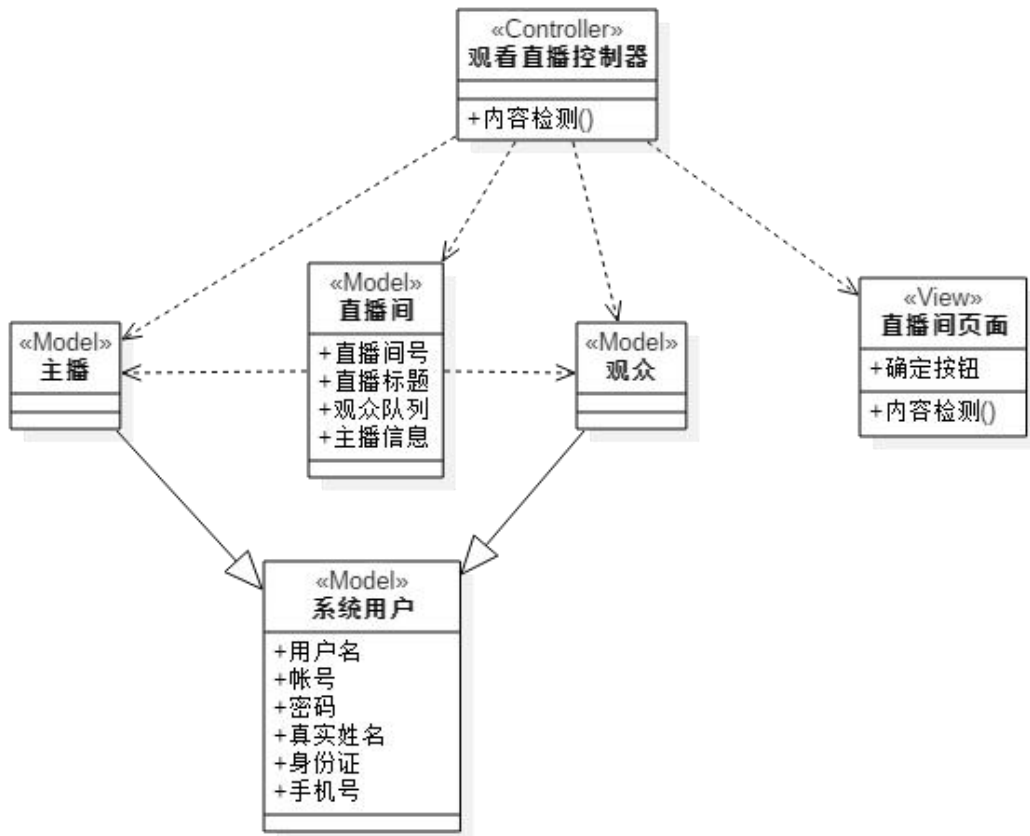 «Controller»
观看直播控制器
+内容检测()
«Model»
主播
«Model»
直播间
+直播间号
+直播标题
+观众队列
+主播信息
«Model»
观众
«View»
直播间页面
+确定按钮
+内容检测()
«Model»
系统用户
+用户名
+帐号
+密码
+真实姓名
+身份证
+手机号